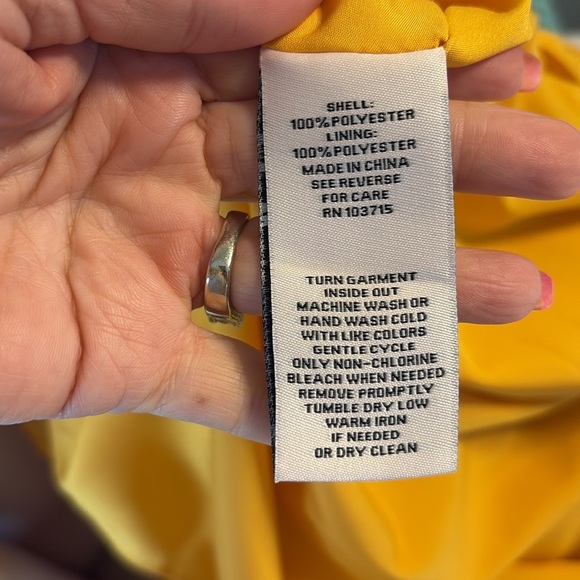 SHELL:
100% POLYESTER
LINING:
100% POLYESTER
MADE IN CHINA
SEE REVERSE
FOR CARE
RN 103715
TURN GARMENT
INSIDE OUT
MACHINE WASH OR
HAND WASH COLD
WITH LIKE COLORS
GENTLE CYCLE
ONLY NON-CHLORINE
BLEACH WHEN NEEDED
REMOVE PROMPTLY
TUMBLE DRY LOW
WARM IRON
IF NEEDED
OR DRY CLEAN